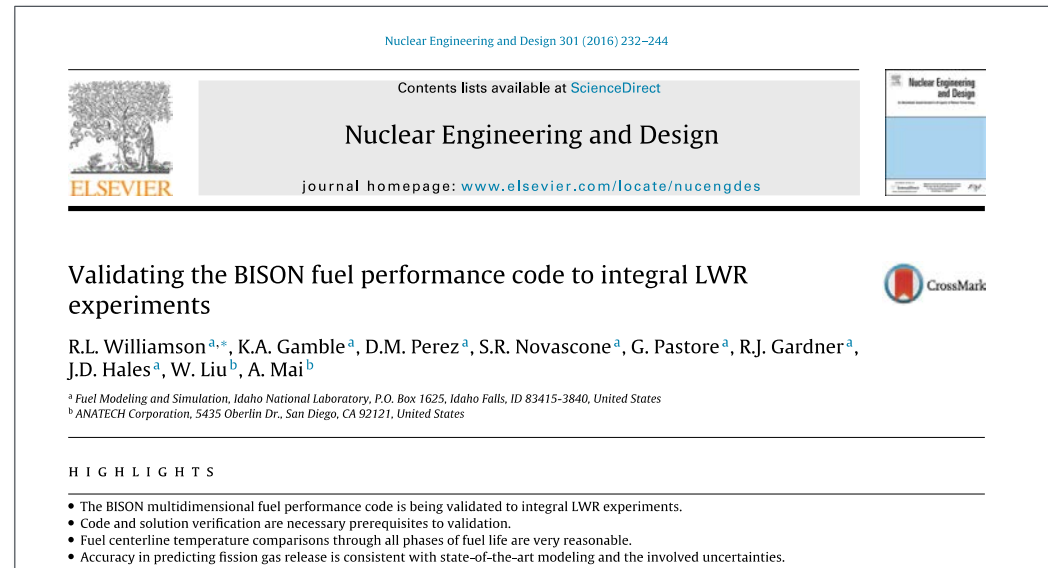 Nuclear Engineering and Design 301 (2016) 232–244
Contents lists available at ScienceDirect
Nuclear Engineering and Design
journal homepage: www.elsevier.com/locate/nucengdes
ELSEVIER
Nuclear Engineering
and Design
Validating the BISON fuel performance code to integral LWR
experiments
CrossMark
R.L. Williamson a,*, K.A. Gamble a, D.M. Perez a, S.R. Novascone a, G. Pastore a, R.J. Gardner a,
J.D. Hales a, W. Liu b, A. Mai b
a Fuel Modeling and Simulation, Idaho National Laboratory, P.O. Box 1625, Idaho Falls, ID 83415-3840, United States
b ANATECH Corporation, 5435 Oberlin Dr., San Diego, CA 92121, United States
H I G H L I G H T S
• The BISON multidimensional fuel performance code is being validated to integral LWR experiments.
• Code and solution verification are necessary prerequisites to validation.
• Fuel centerline temperature comparisons through all phases of fuel life are very reasonable.
• Accuracy in predicting fission gas release is consistent with state-of-the-art modeling and the involved uncertainties.